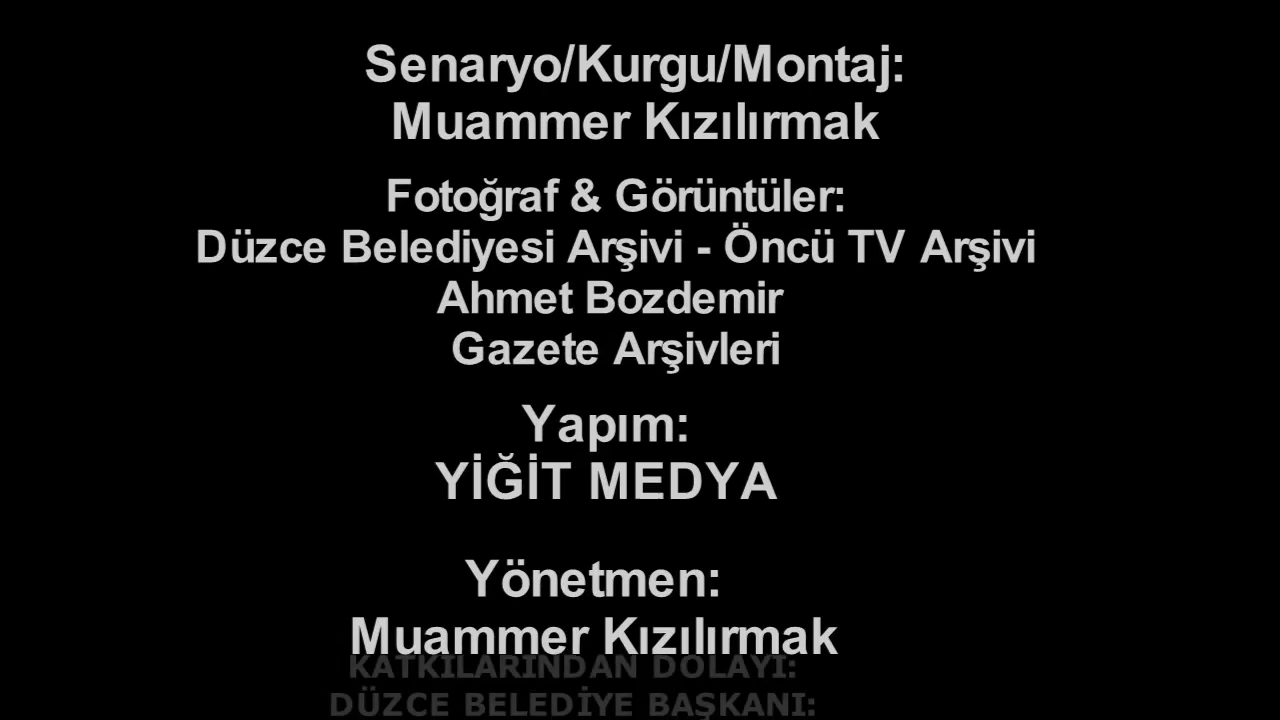 Senaryo/Kurgu/Montaj:
Muammer Kızılırmak
Fotoğraf & Görüntüler:
Düzce Belediyesi Arşivi - Öncü TV Arşivi
Ahmet Bozdemir
Gazete Arşivleri
Yapım:
YİĞİT MEDYA
Yönetmen:
Muammer Kızılırmak
KATKILARINDAN DOLAYI:
DÜZCE BELEDİYE BAŞKANI: